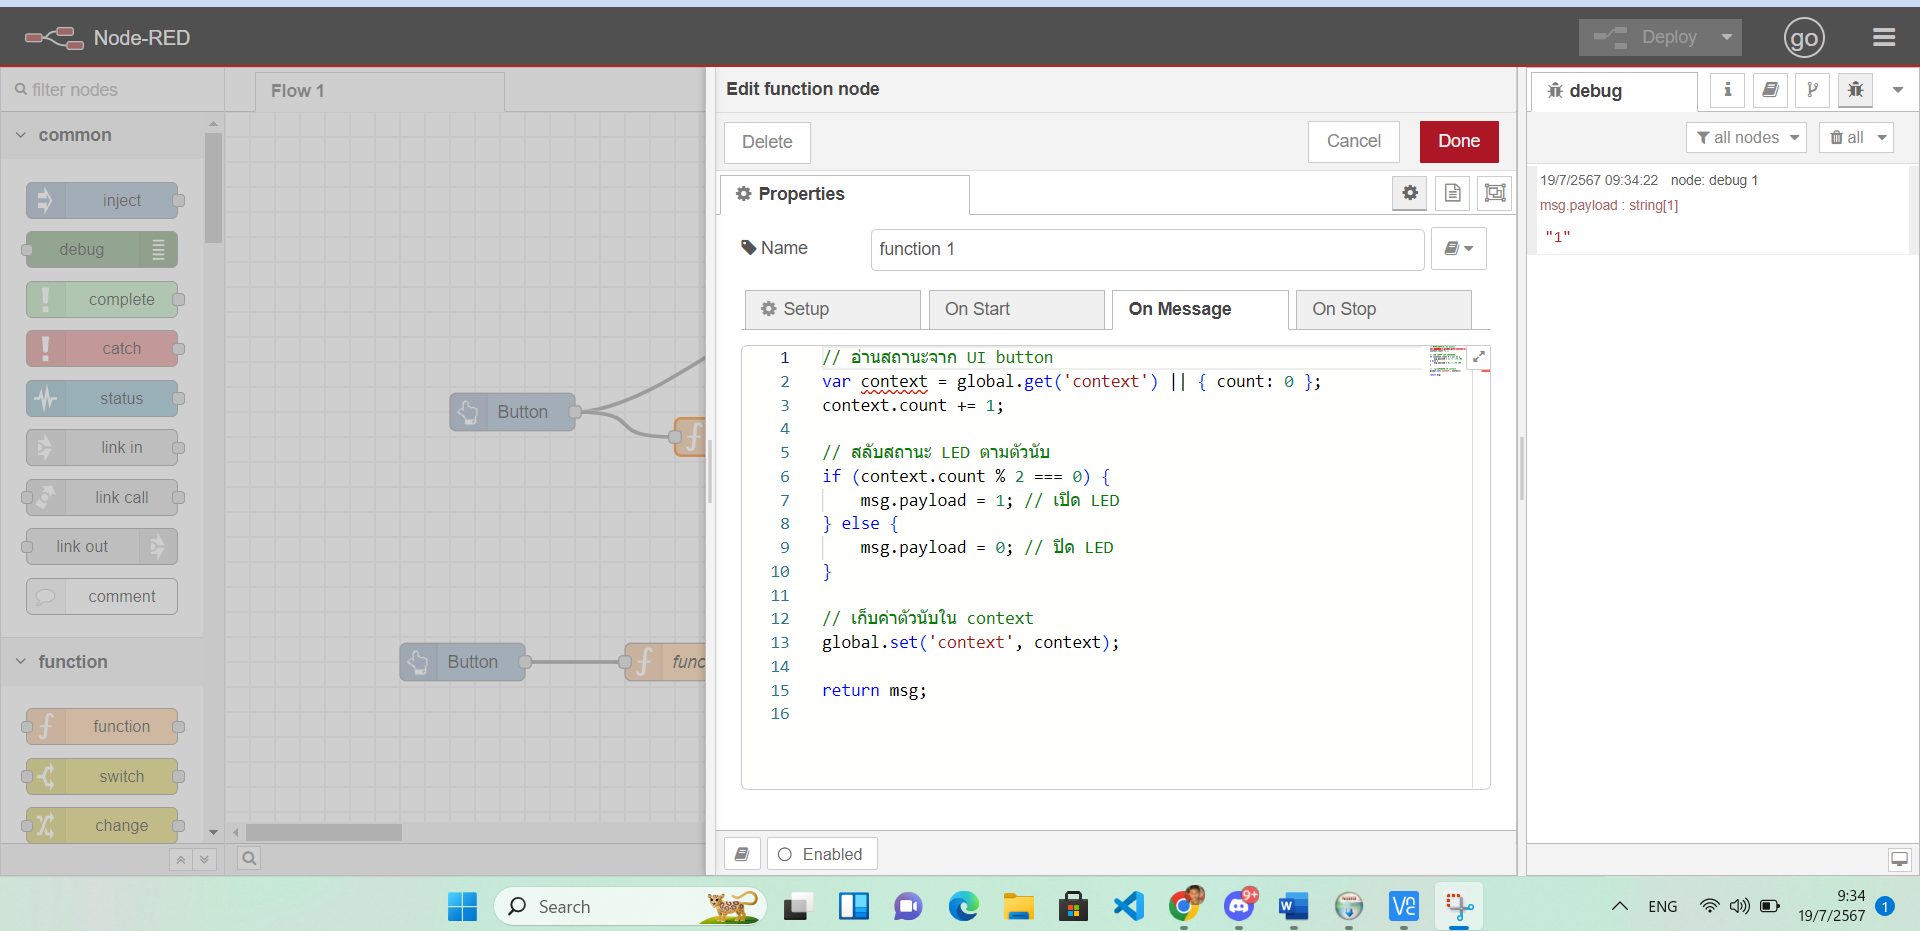 Node-RED
Deploy
go
filter nodes
Flow 1
common
inject
debug
complete
catch
status
link in
link call
link out
comment
function
function
switch
change
Button
Button
func
Edit function node
Delete
Cancel
Done
Properties
Name
function 1
Setup
On Start
On Message
On Stop
1 // อ่านสถานะจาก UI button
2 var context = global.get('context') || { count: 0 };
3 context.count += 1;
4
5 // สลับสถานะ LED ตามตัวนับ
6 if (context.count % 2 === 0) {
7 msg.payload = 1; // เปิด LED
8 } else {
9 msg.payload = 0; // ปิด LED
10 }
11
12 // เก็บค่าตัวนับใน context
13 global.set('context', context);
14
15 return msg;
16
Enabled
debug
all nodes
all
19/7/2567 09:34:22 node: debug 1
msg.payload : string[1]
"1"
Search
9+
ENG
9:34
19/7/2567
1